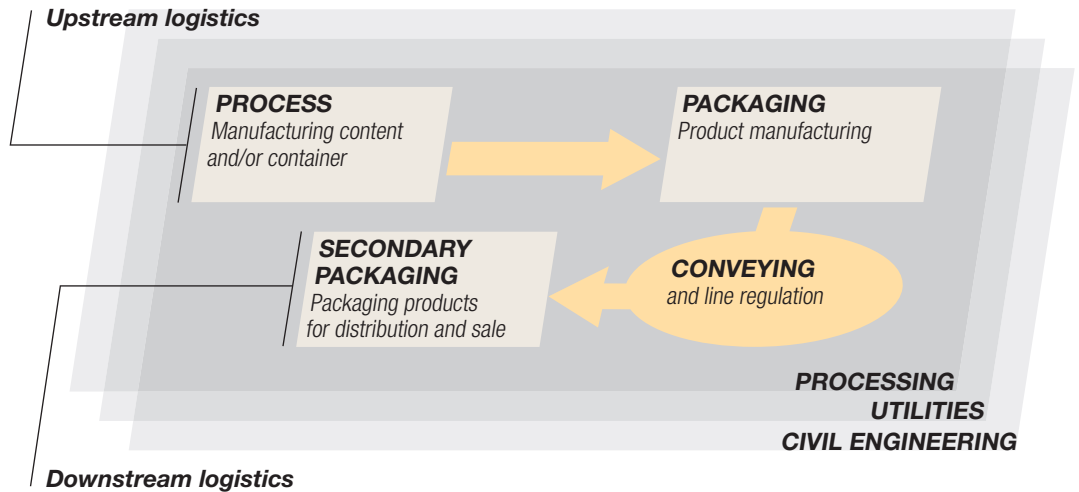 Upstream logistics
PROCESS
Manufacturing content
and/or container
PACKAGING
Product manufacturing
SECONDARY
PACKAGING
Packaging products
for distribution and sale
CONVEYING
and line regulation
PROCESSING
UTILITIES
CIVIL ENGINEERING
Downstream logistics